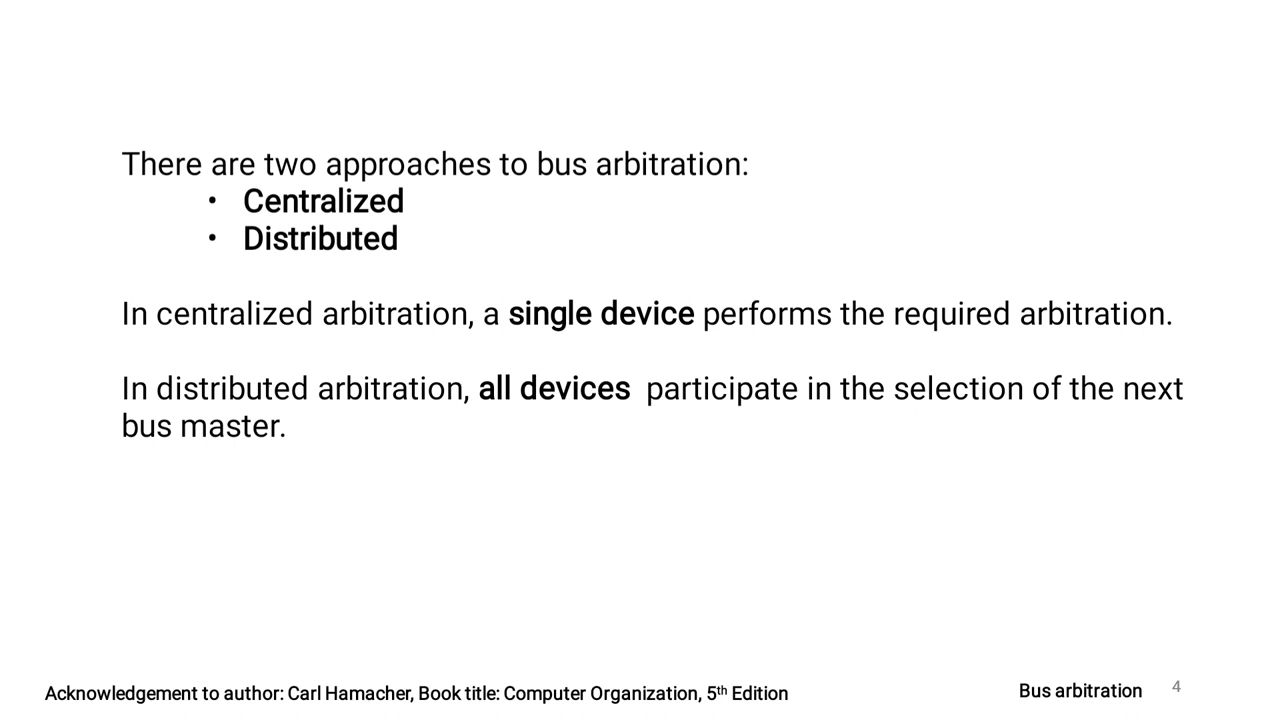 There are two approaches to bus arbitration:
• Centralized
• Distributed
In centralized arbitration, a single device performs the required arbitration.
In distributed arbitration, all devices participate in the selection of the next
bus master.
Acknowledgement to author: Carl Hamacher, Book title: Computer Organization, 5th Edition
Bus arbitration 4